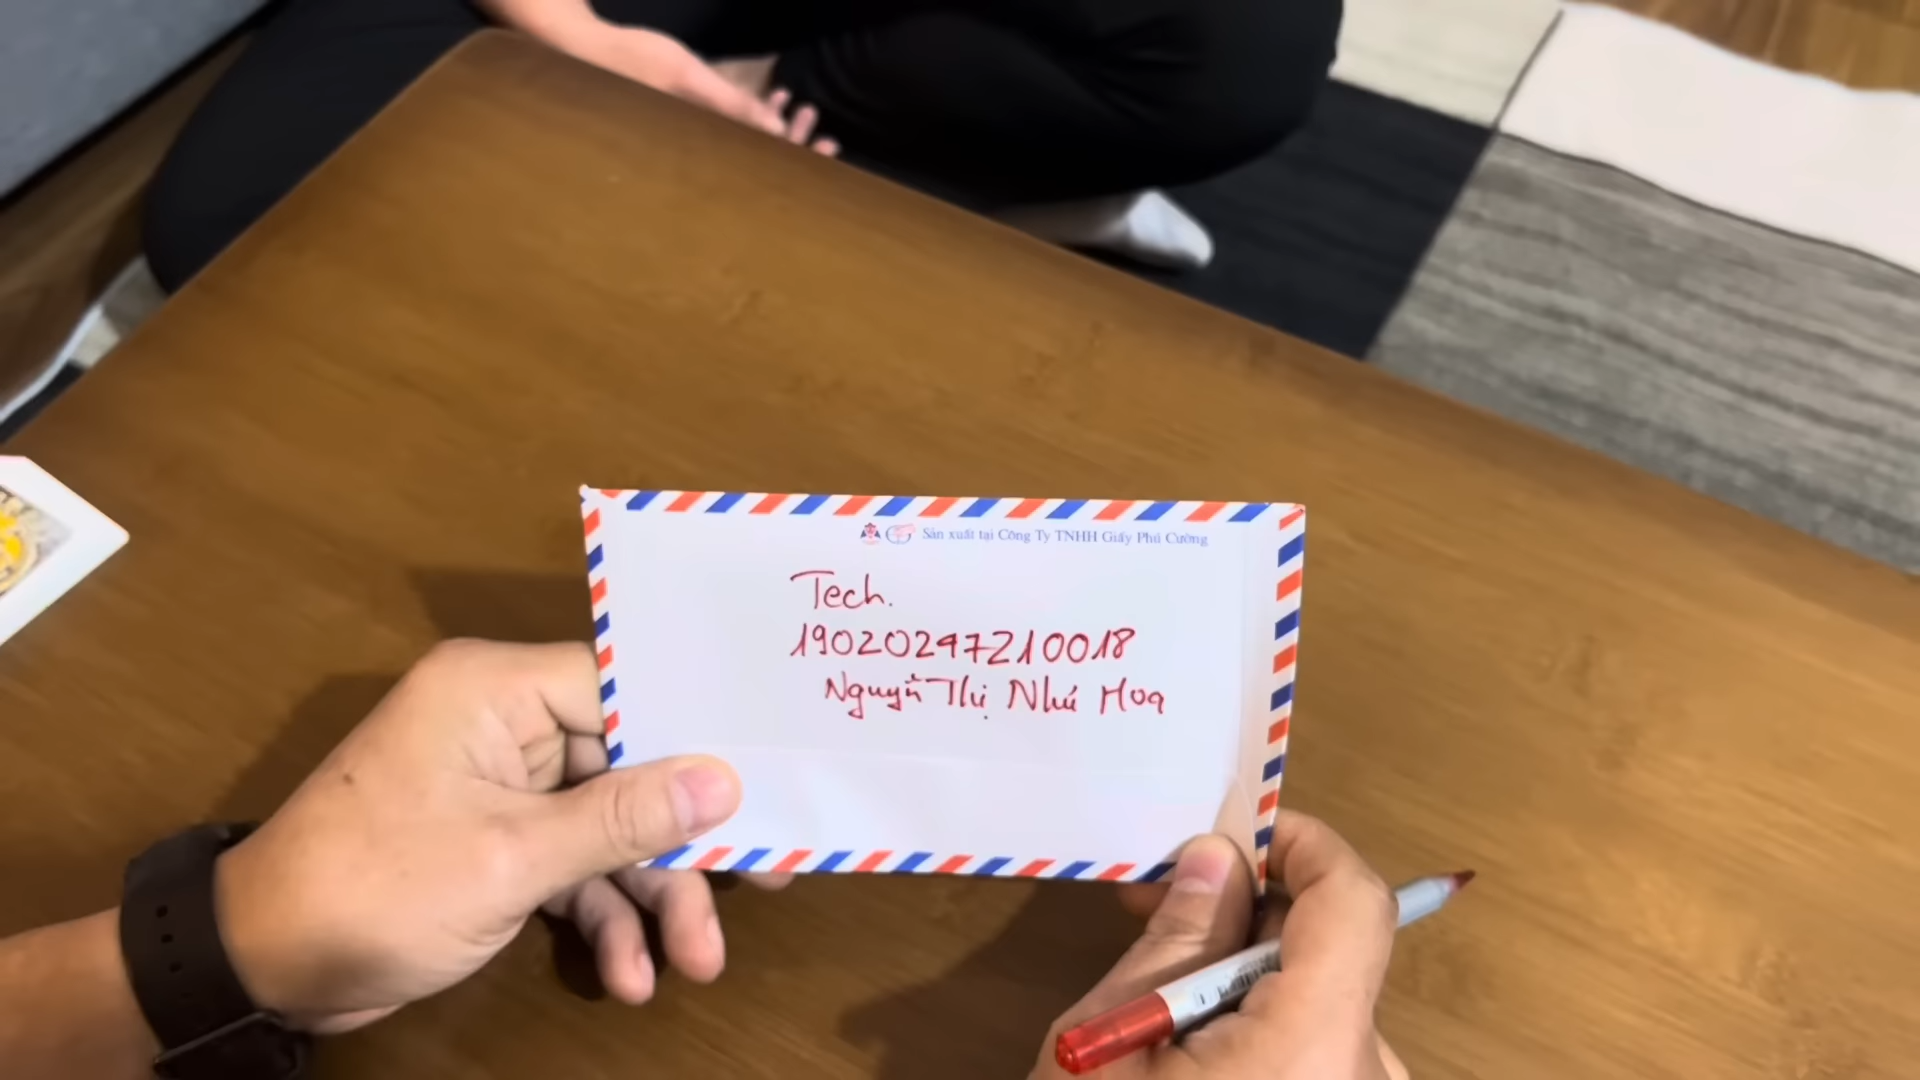 Sản xuất tại Công Ty TNHH Giấy Phú Cường
Tech.
19020247210018
Nguyễn Thị Như Hoa